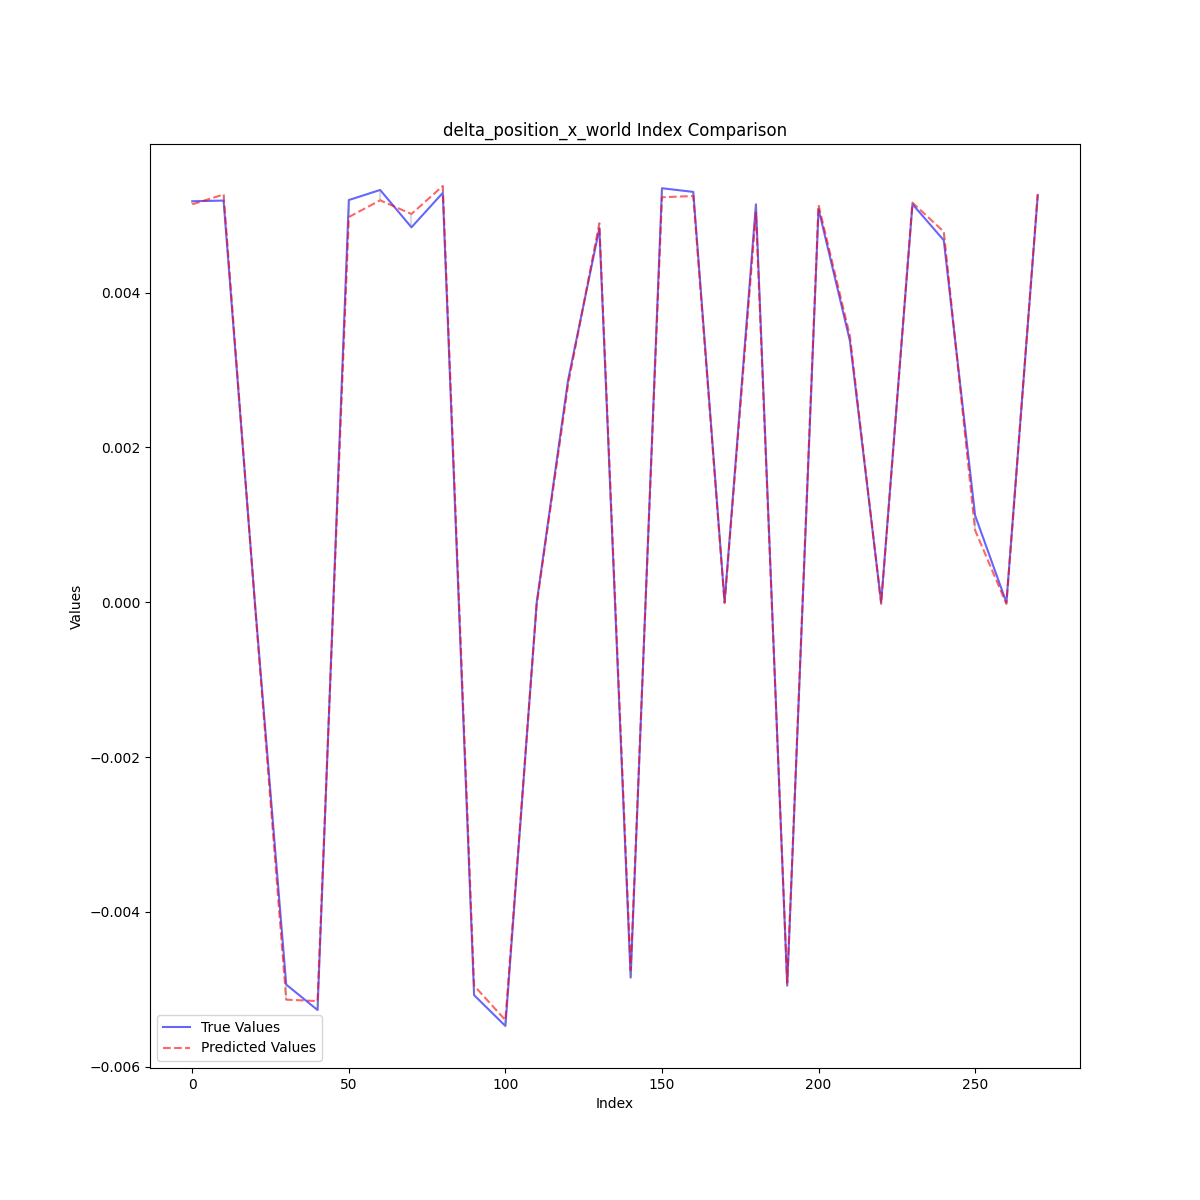 delta_position_x_world Index Comparison
Values
0.004
0.002
0.000
−0.002
−0.004
−0.006
True Values
Predicted Values
0
50
100
150
200
250
Index